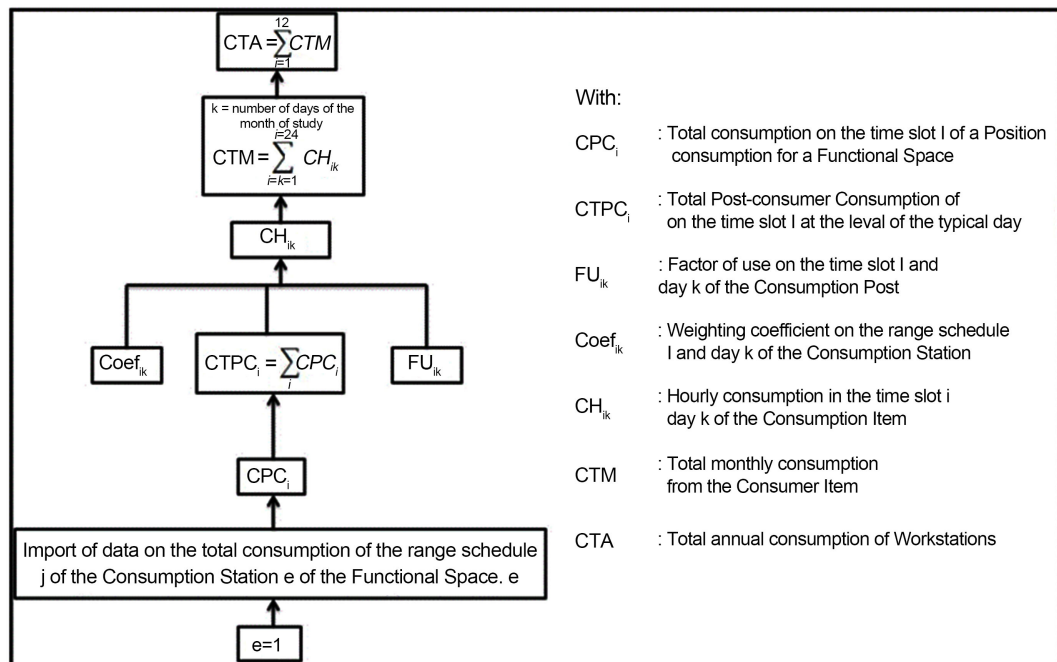 12
CTA = ∑ CTM
i=1
k = number of days of the
month of study
i=24
CTM = ∑ CH_ik
i=k=1
CH_ik
Coef_ik
CTPC_i = ∑ CPC_i
i
FU_ik
CPC_i
Import of data on the total consumption of the range schedule
j of the Consumption Station e of the Functional Space. e
e=1
With:
CPC_i : Total consumption on the time slot I of a Position
consumption for a Functional Space
CTPC_i : Total Post-consumer Consumption of
on the time slot I at the leval of the typical day
FU_ik : Factor of use on the time slot I and
day k of the Consumption Post
Coef_ik : Weighting coefficient on the range schedule
I and day k of the Consumption Station
CH_ik : Hourly consumption in the time slot i
day k of the Consumption Item
CTM : Total monthly consumption
from the Consumer Item
CTA : Total annual consumption of Workstations